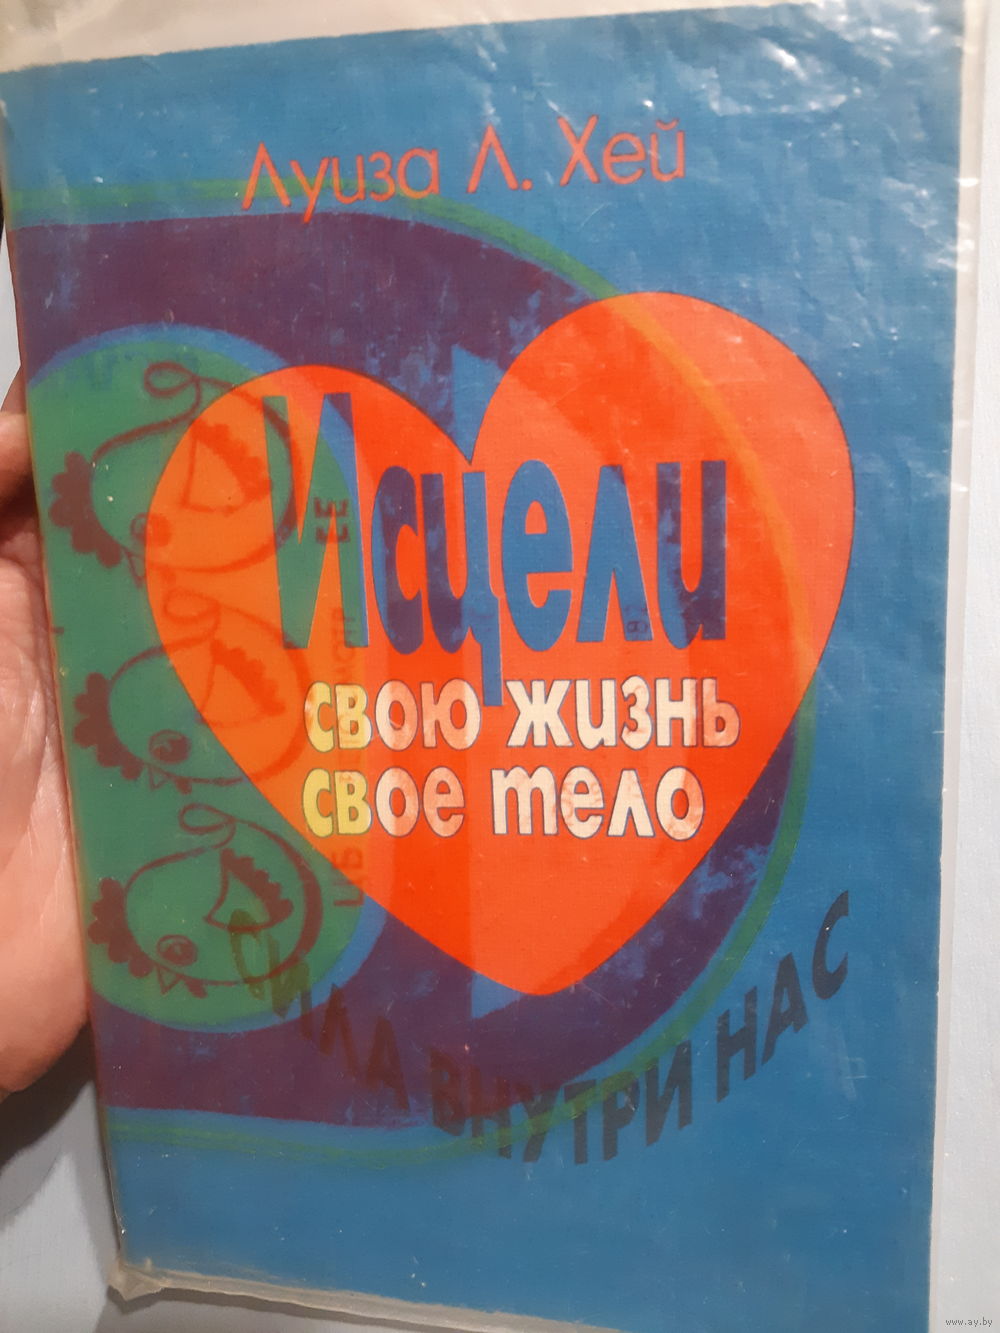 Луиза Л. Хей
Исцели
свою жизнь
свое тело
СИЛА ВНУТРИ НАС
www.ay.by